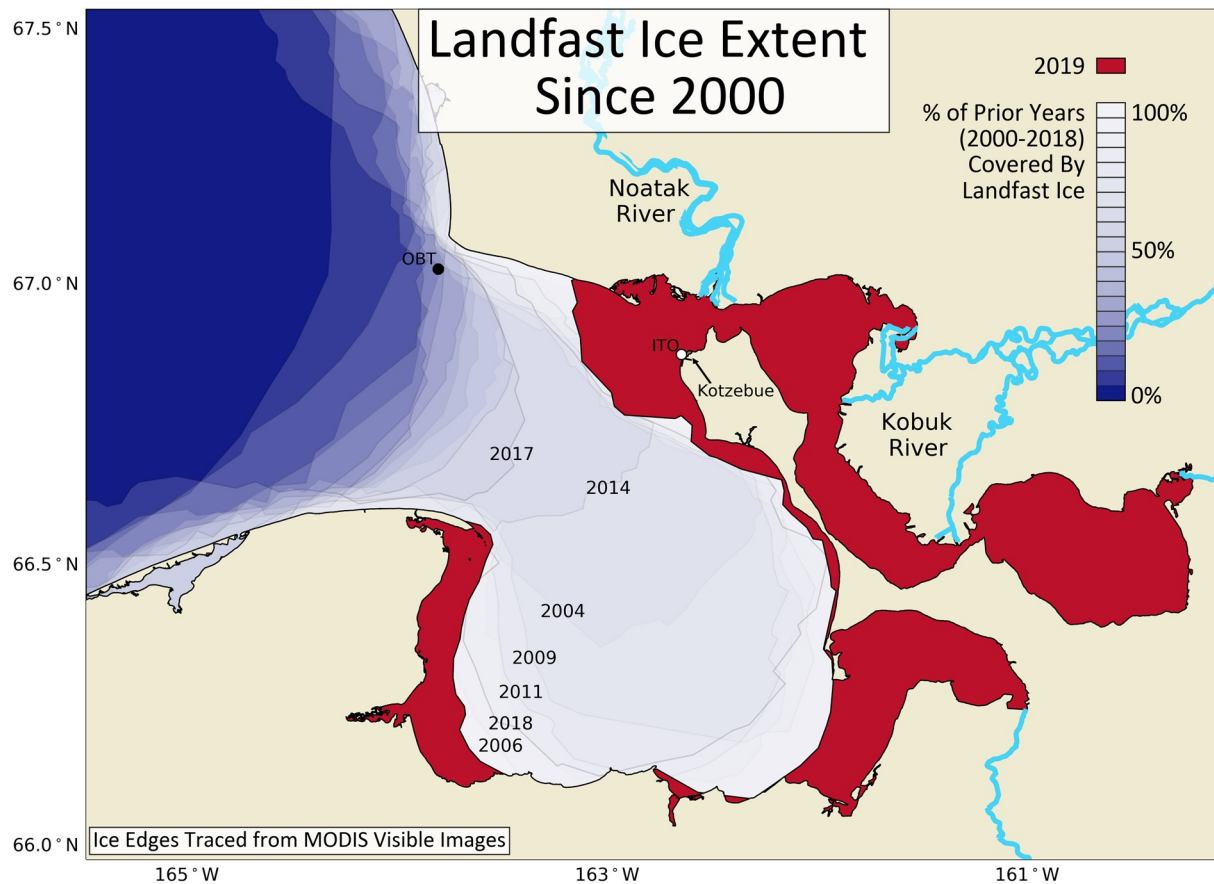 Landfast Ice Extent
Since 2000
67.5°N
67.0°N
66.5°N
66.0°N
2019
% of Prior Years
(2000-2018)
Covered By
Landfast Ice
100%
50%
0%
Noatak
River
OBT
ITO
Kotzebue
Kobuk
River
2017
2014
2004
2009
2011
2018
2006
Ice Edges Traced from MODIS Visible Images
165°W
163°W
161°W